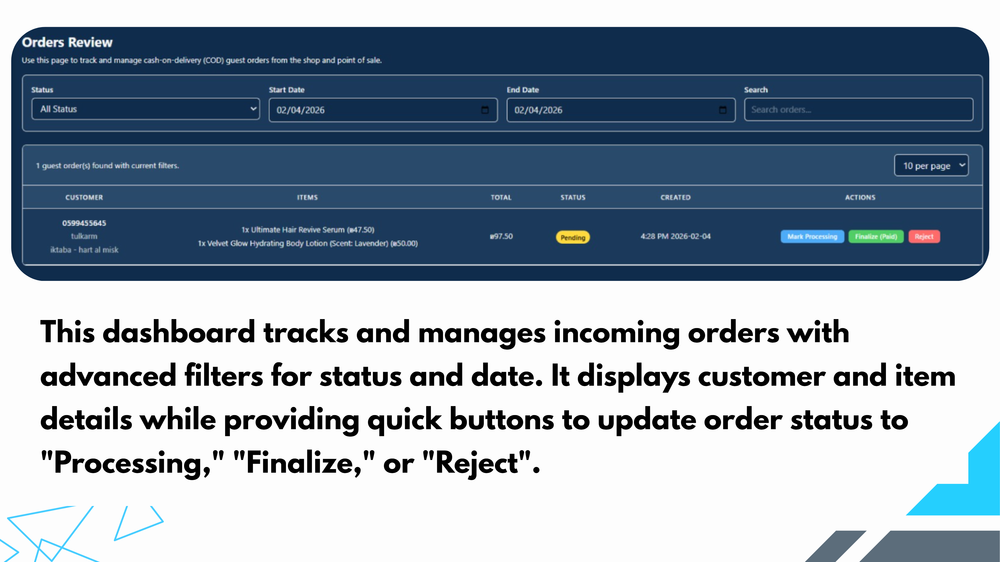 Orders Review
Use this page to track and manage cash-on-delivery (COD) guest orders from the shop and point of sale.
Status Start Date End Date Search
All Status 02/04/2026 02/04/2026 Search orders...
1 guest order(s) found with current filters. 10 per page
CUSTOMER ITEMS TOTAL STATUS CREATED ACTIONS
0599455645
tulkarm
iktaba - hart al misk
1x Ultimate Hair Revive Serum (₪47.50)
1x Velvet Glow Hydrating Body Lotion (Scent: Lavender) (₪50.00)
₪97.50 Pending 4:28 PM 2026-02-04 Mark Processing Finalize (Paid) Reject
This dashboard tracks and manages incoming orders with
advanced filters for status and date. It displays customer and item
details while providing quick buttons to update order status to
"Processing," "Finalize," or "Reject".